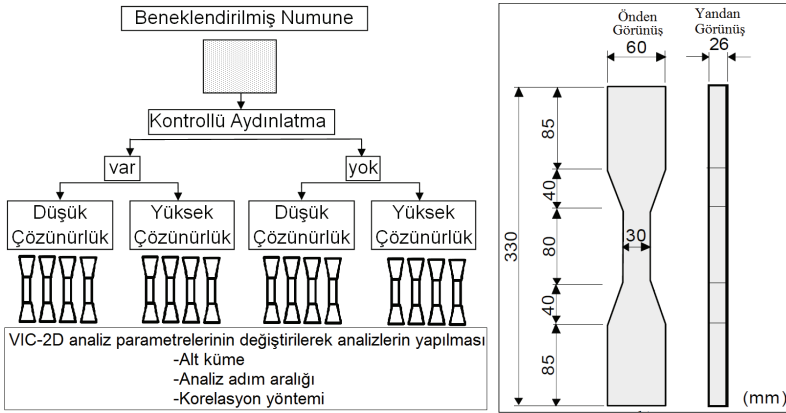 Beneklendirilmiş Numune
Kontrollü Aydınlatma
var
yok
Düşük
Çözünürlük
Yüksek
Çözünürlük
Düşük
Çözünürlük
Yüksek
Çözünürlük
VIC-2D analiz parametrelerinin değiştirilerek analizlerin yapılması
-Alt küme
-Analiz adım aralığı
-Korelasyon yöntemi
Önden
Görünüş
60
Yandan
Görünüş
26
330
85
40
80
40
85
30
(mm)